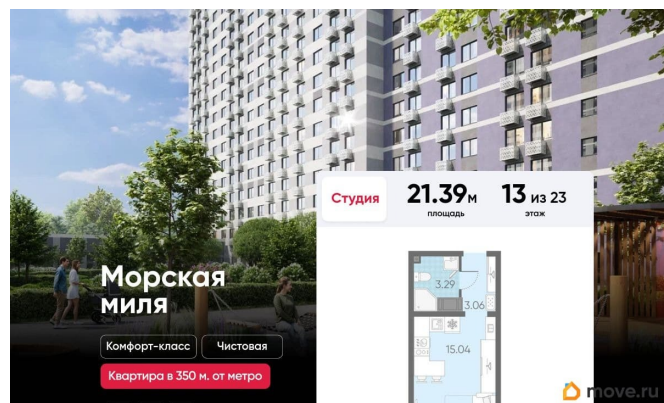 Студия
21.39м
площадь
13 из 23
этаж
3.29
3.06
15.04
Морская
миля
Комфорт-класс
Чистовая
Квартира в 350 м. от метро
move.ru